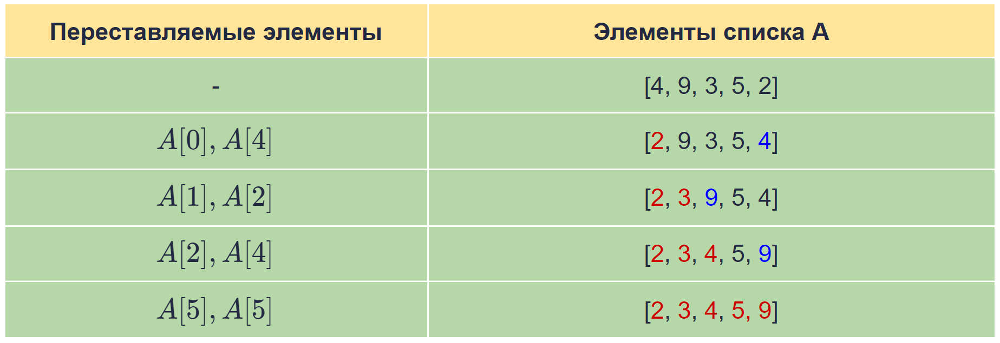 Переставляемые элементы Элементы списка А
- [4, 9, 3, 5, 2]
A[0], A[4] [2, 9, 3, 5, 4]
A[1], A[2] [2, 3, 9, 5, 4]
A[2], A[4] [2, 3, 4, 5, 9]
A[5], A[5] [2, 3, 4, 5, 9]